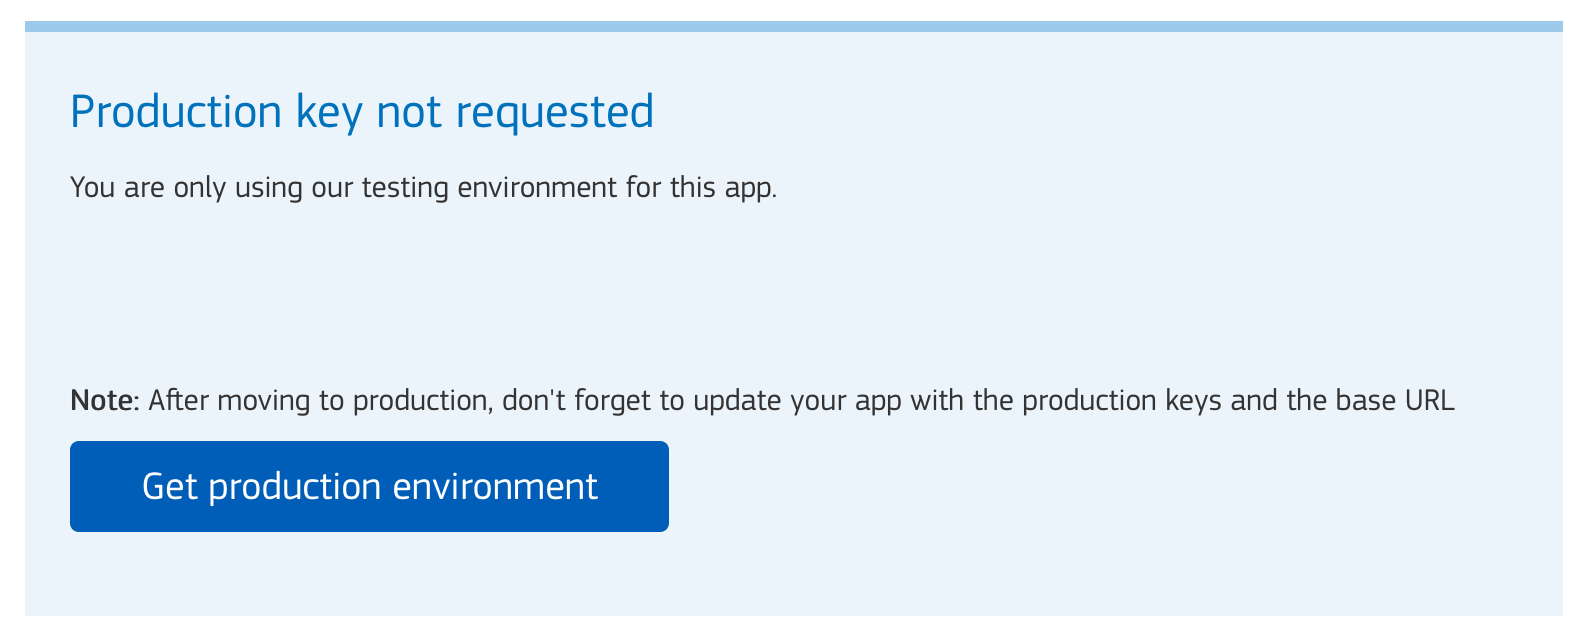 Production key not requested
You are only using our testing environment for this app.
Note: After moving to production, don't forget to update your app with the production keys and the base URL
Get production environment